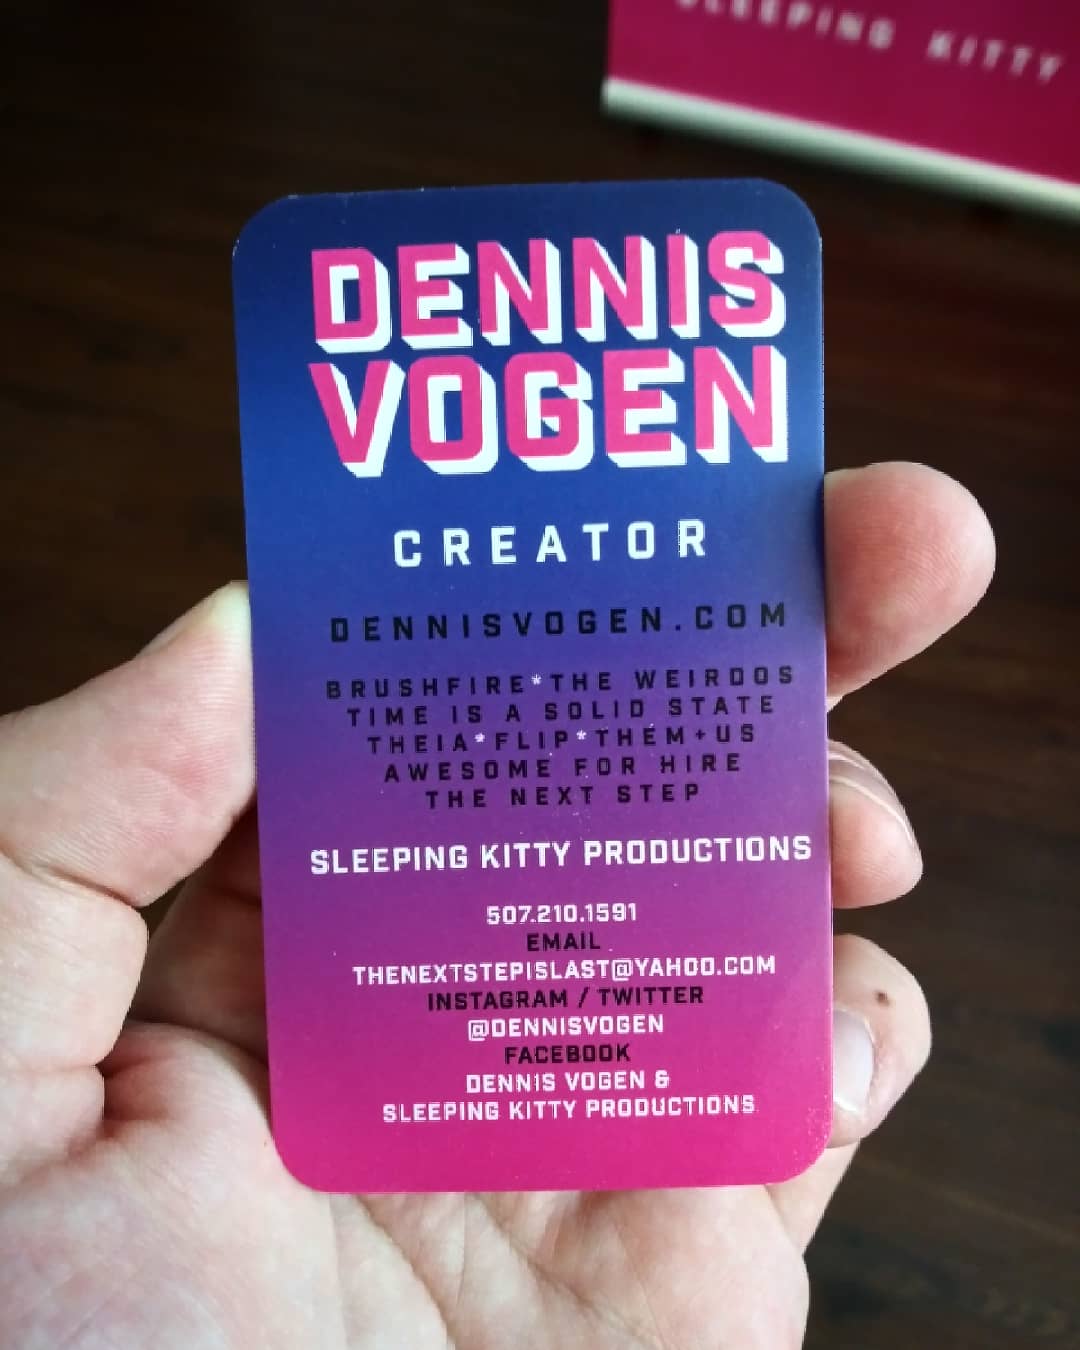 SLEEPING KITTY
DENNIS
VOGEN
CREATOR
DENNISVOGEN.COM
BRUSHFIRE*THE WEIRDOS
TIME IS A SOLID STATE
THEIA*FLIP*THEM+US
AWESOME FOR HIRE
THE NEXT STEP
SLEEPING KITTY PRODUCTIONS
507.210.1591
EMAIL
THENEXTSTEPISLAST@YAHOO.COM
INSTAGRAM / TWITTER
@DENNISVOGEN
FACEBOOK
DENNIS VOGEN &
SLEEPING KITTY PRODUCTIONS